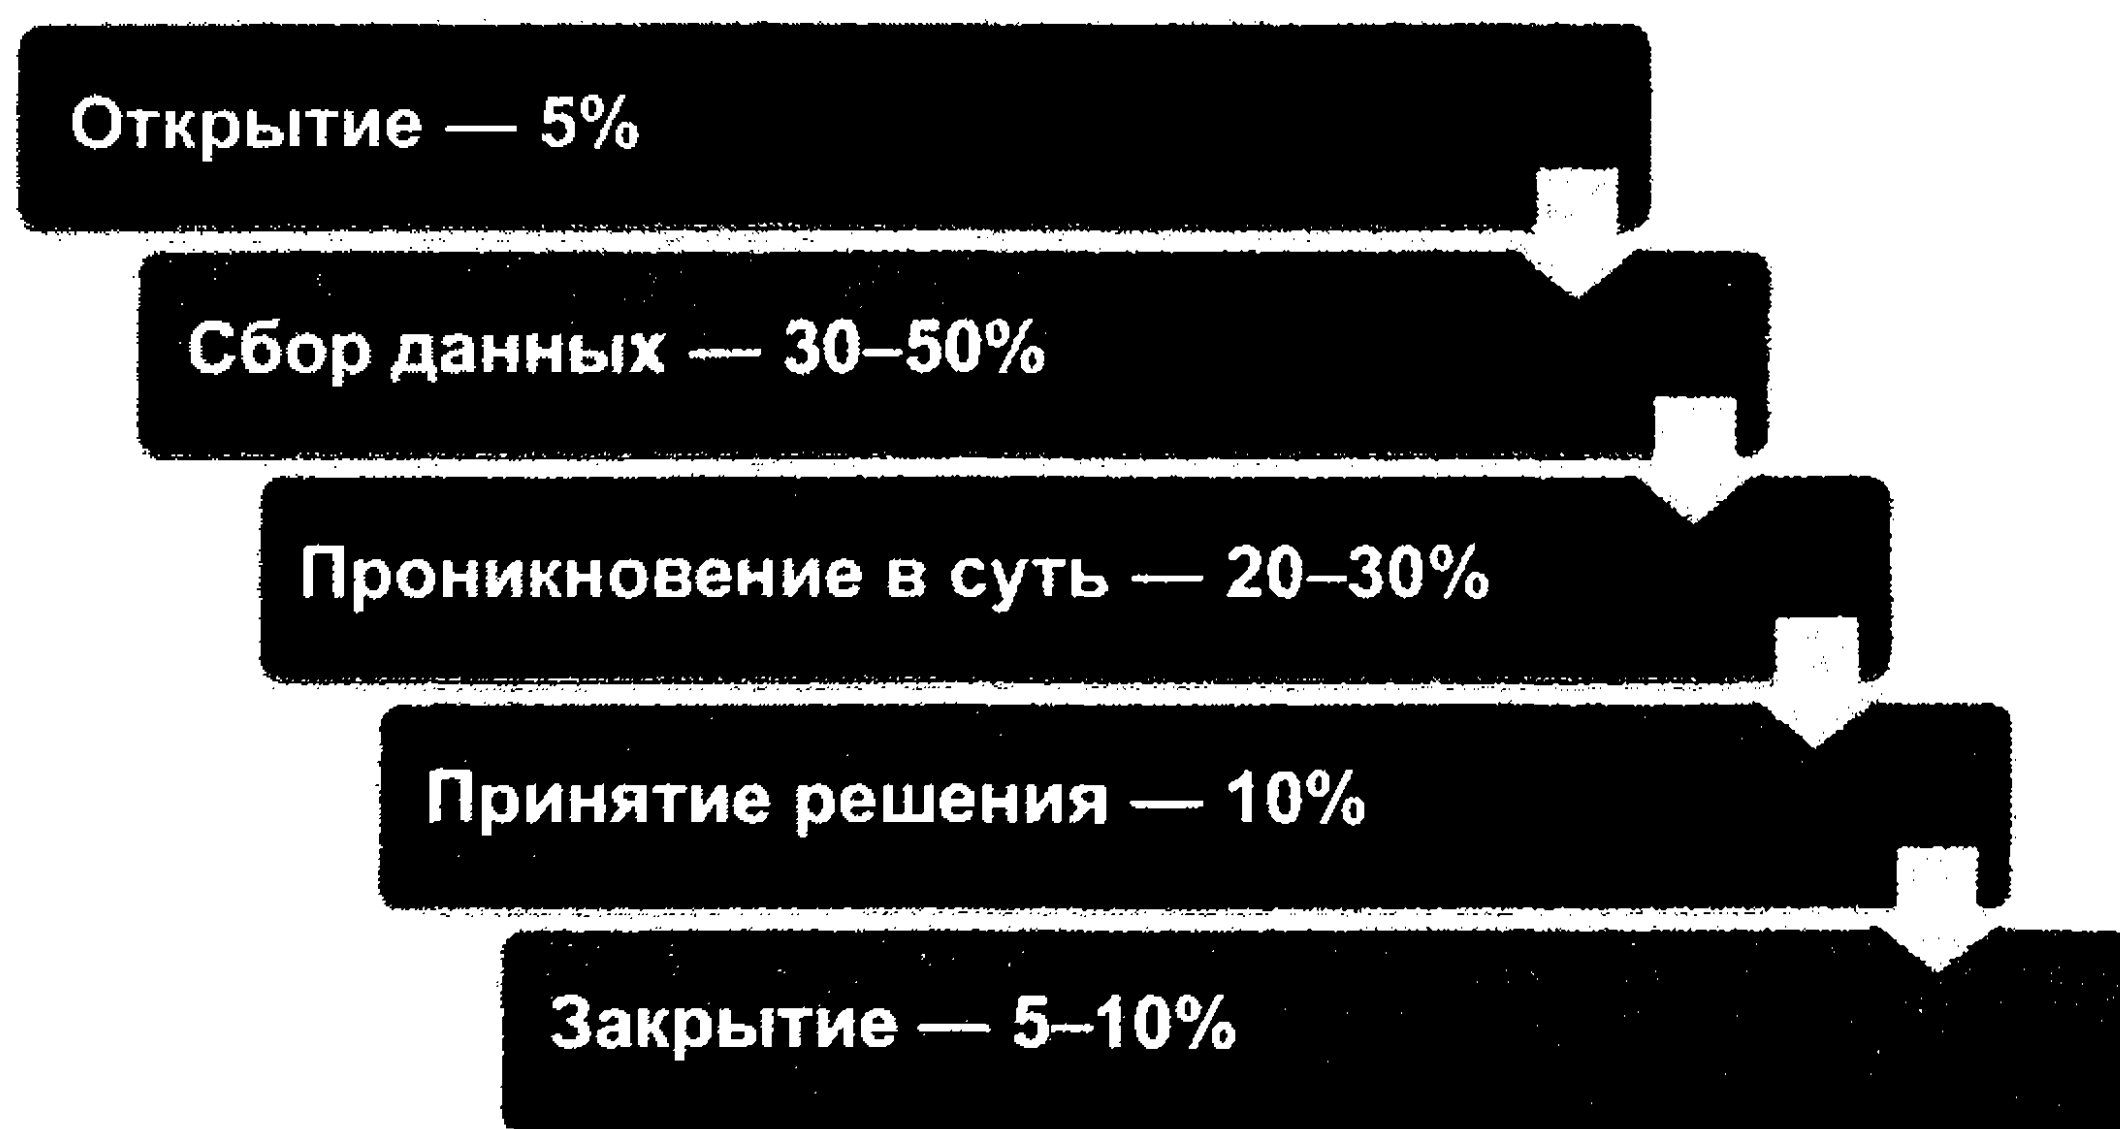 Открытие — 5%
Сбор данных — 30–50%
Проникновение в суть — 20–30%
Принятие решения — 10%
Закрытие — 5–10%